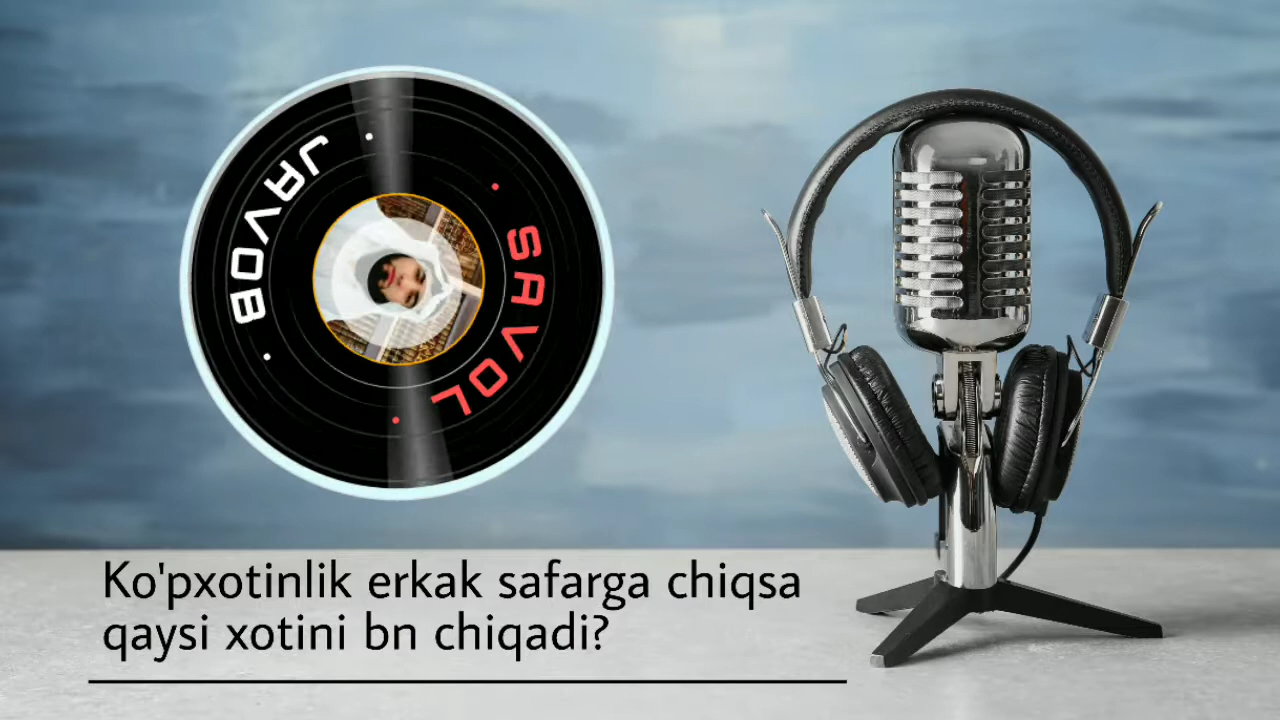 JAVOB
SAVOL
Ko'pxotinlik erkak safarga chiqsa
qaysi xotini bn chiqadi?